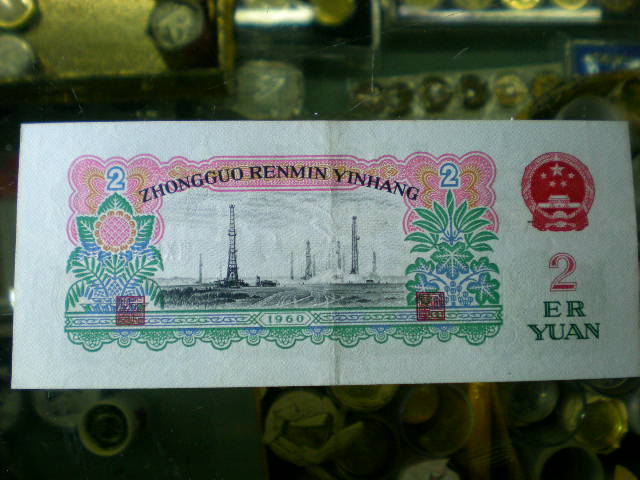 2
2
ZHONGGUO RENMIN YINHANG
1960
2
ER
YUAN